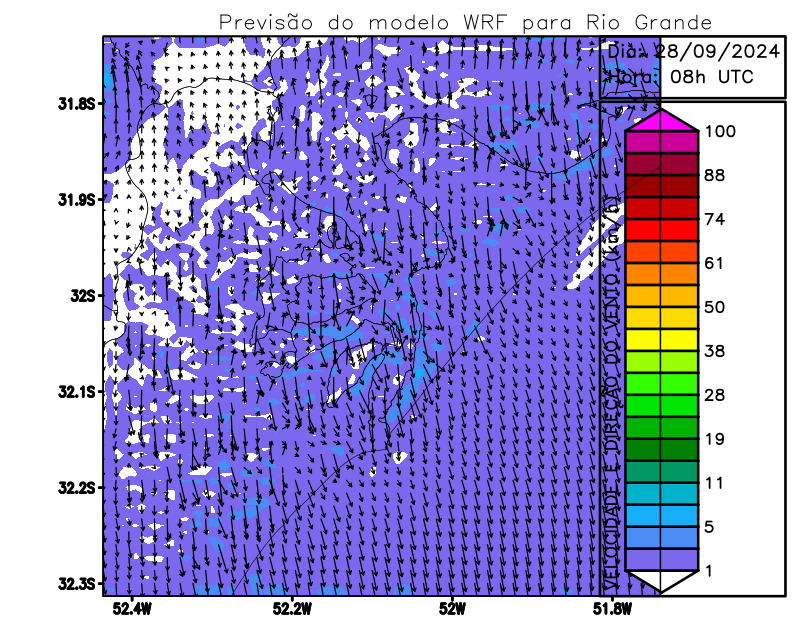 Previsão do modelo WRF para Rio Grande
Dia: 28/09/2024
Hora: 08h UTC
31.8S
31.9S
32S
32.1S
32.2S
32.3S
52.4W
52.2W
52W
51.8W
VELOCIDADE E DIREÇÃO DO VENTO (km/h)
100
88
74
61
50
38
28
19
11
5
1